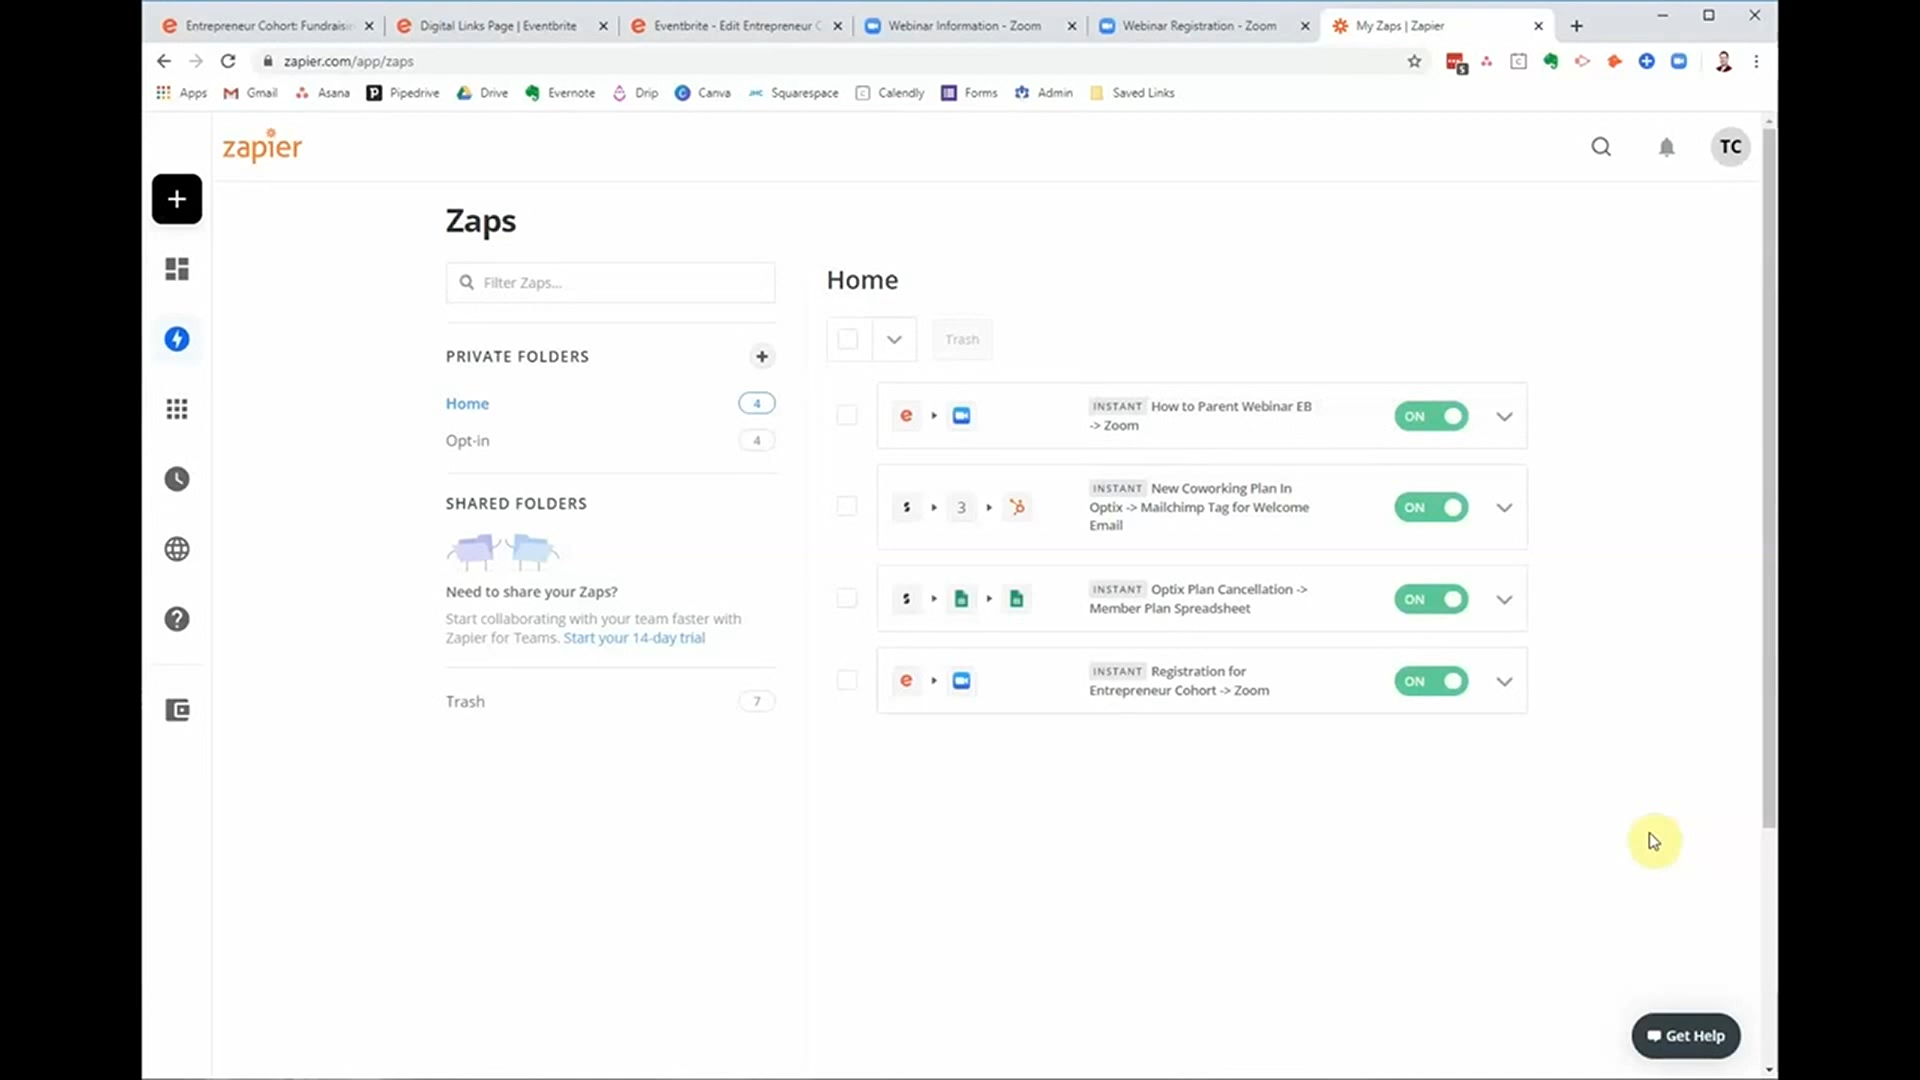 Entrepreneur Cohort: Fundraisin
Digital Links Page | Eventbrite
Eventbrite - Edit Entrepreneur C
Webinar Information - Zoom
Webinar Registration - Zoom
My Zaps | Zapier
zapier.com/app/zaps
5
Apps
Gmail
Asana
Pipedrive
Drive
Evernote
Drip
Canva
Squarespace
Calendly
Forms
Admin
Saved Links
zapier
TC
Zaps
Filter Zaps...
PRIVATE FOLDERS
Home 4
Opt-in 4
SHARED FOLDERS
Need to share your Zaps?
Start collaborating with your team faster with
Zapier for Teams. Start your 14-day trial
Trash 7
Home
Trash
INSTANT How to Parent Webinar EB
-> Zoom
ON
3
INSTANT New Coworking Plan In
Optix -> Mailchimp Tag for Welcome
Email
ON
INSTANT Optix Plan Cancellation ->
Member Plan Spreadsheet
ON
INSTANT Registration for
Entrepreneur Cohort -> Zoom
ON
Get Help